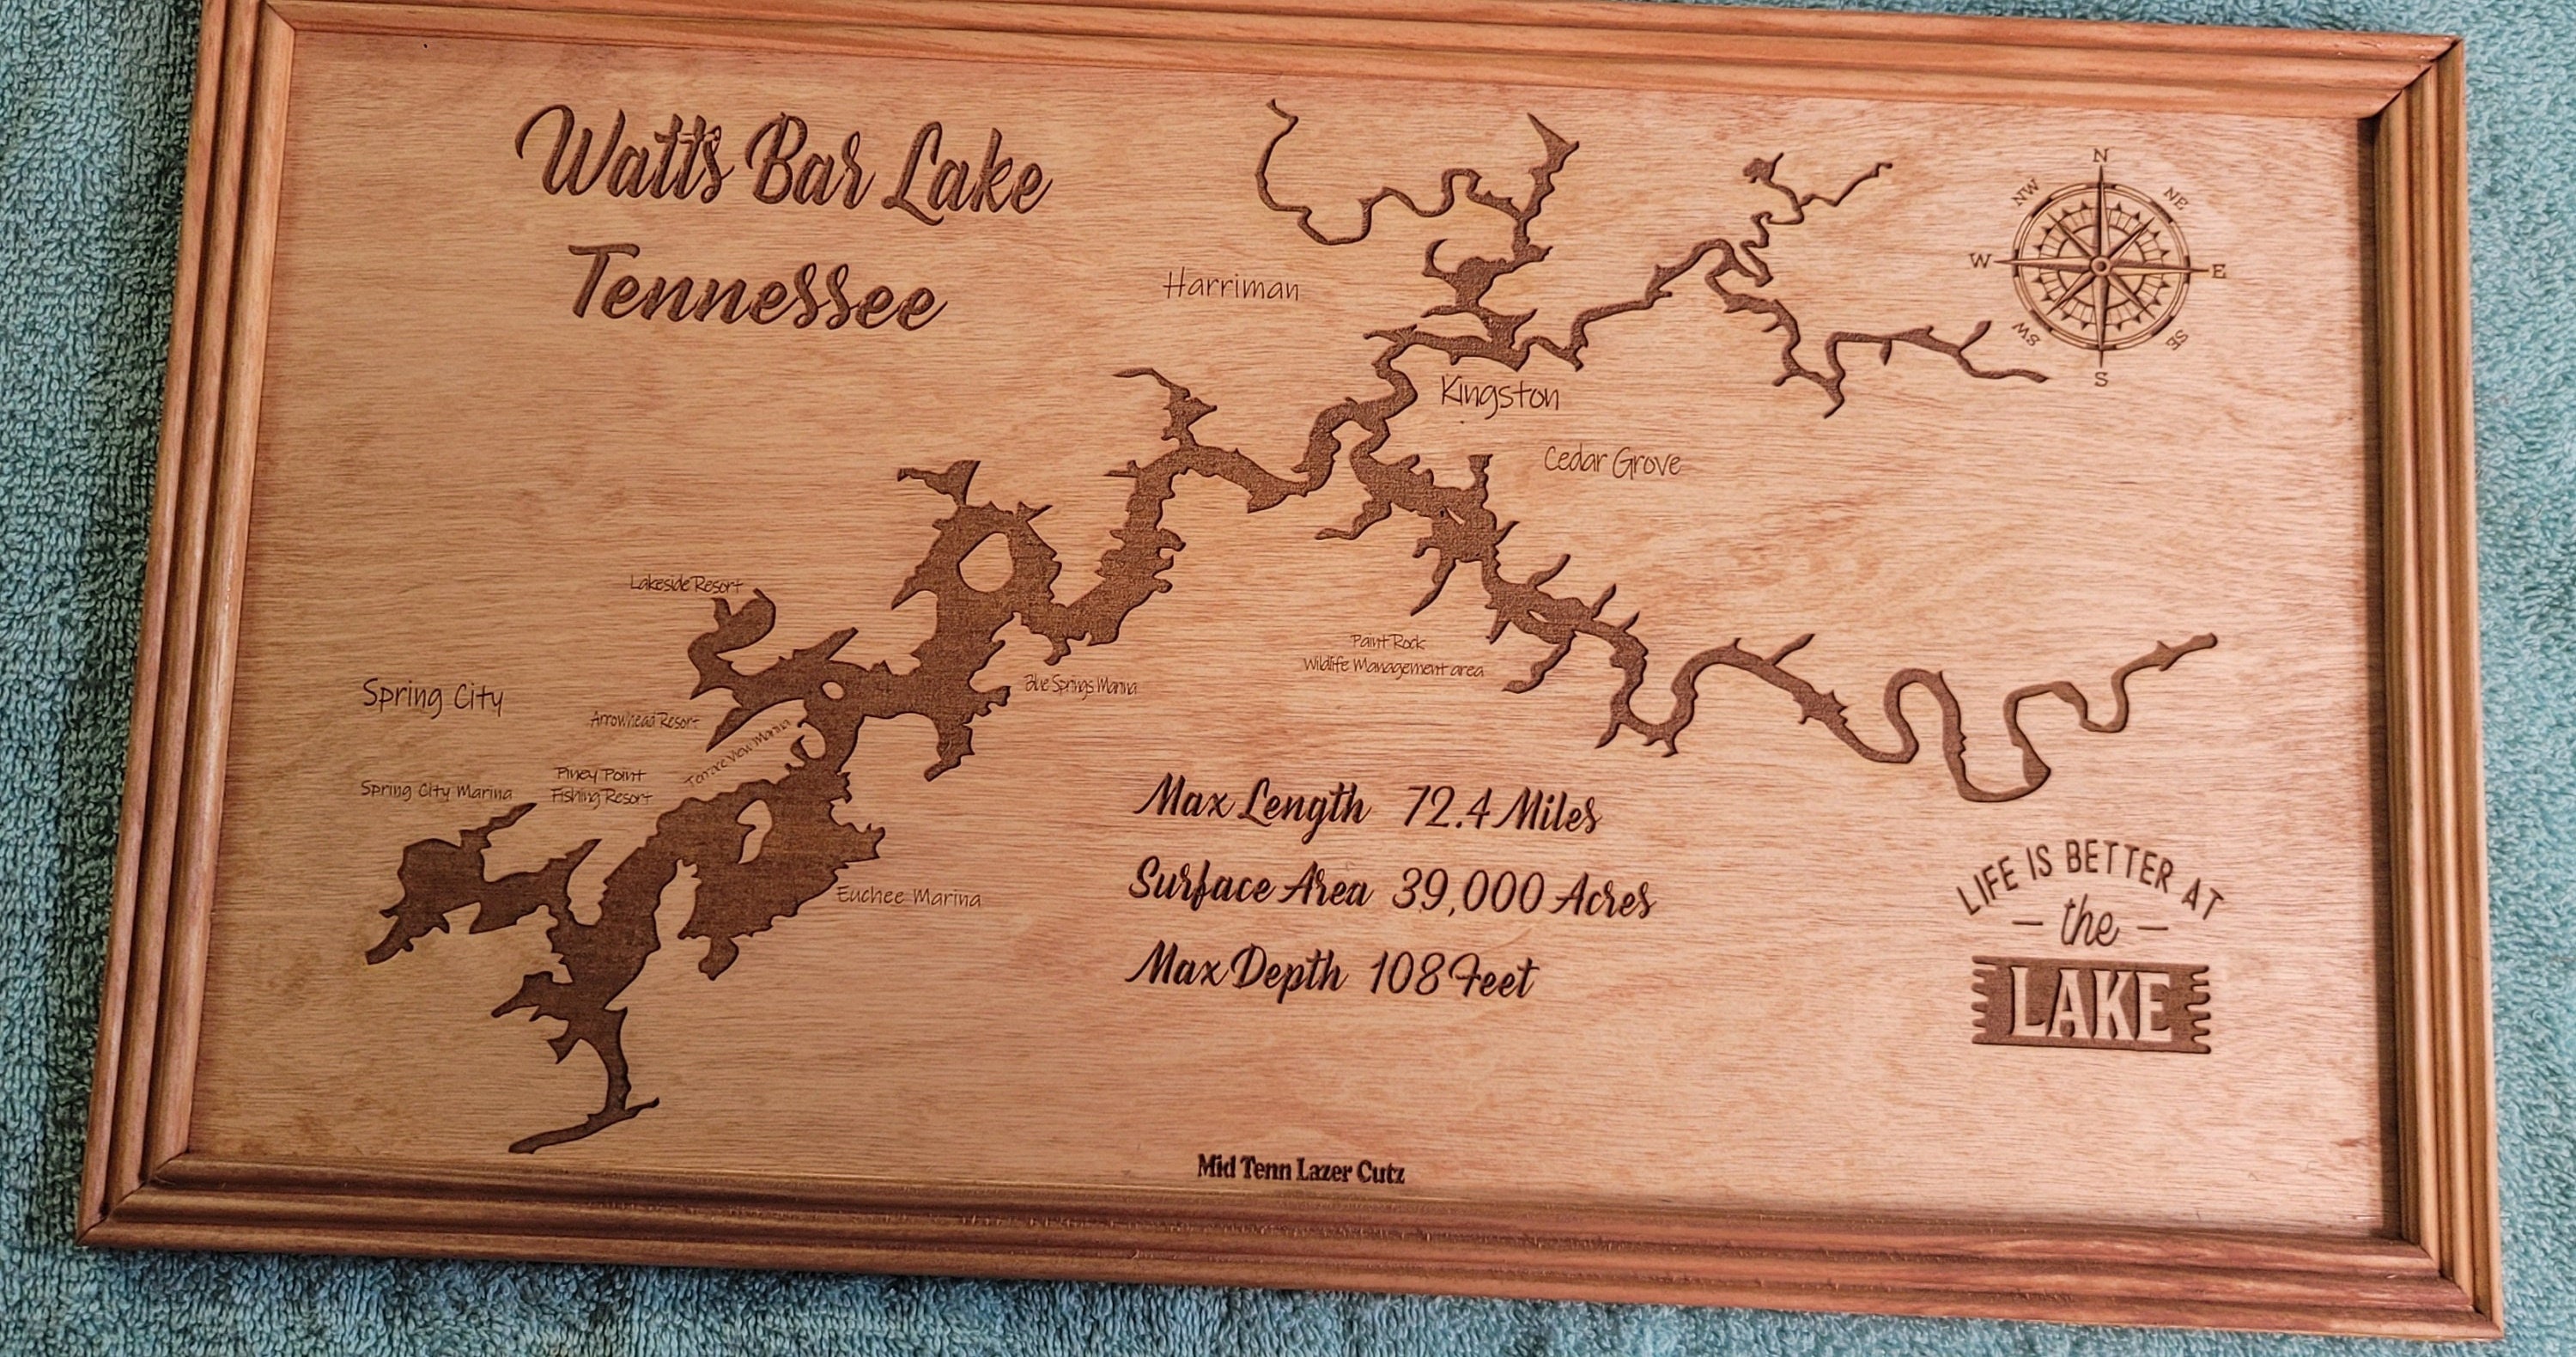 Watts Bar Lake
Tennessee
N
NW
NE
W
E
SW
SE
S
Harriman
Kingston
Cedar Grove
Lakeside Resort
Paint Rock
Wildlife Management area
Blue Springs Marina
Spring City
Arrowhead Resort
Terrace View Marina
Piney Point
Fishing Resort
Spring City Marina
Euchee Marina
Max Length 72.4 Miles
Surface Area 39,000 Acres
Max Depth 108 Feet
LIFE IS BETTER AT
— the —
LAKE
Mid Tenn Lazer Cutz